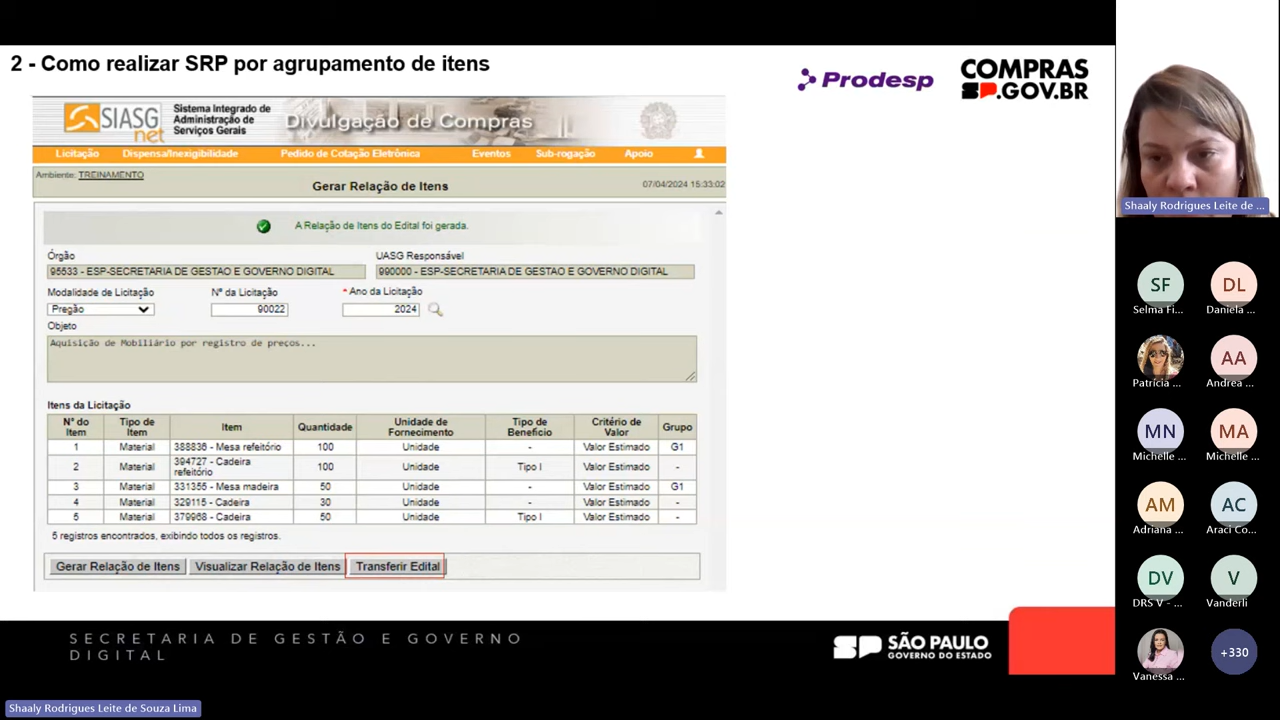 2 - Como realizar SRP por agrupamento de itens
Prodesp
COMPRAS
SP.GOV.BR
SIASG
net
Sistema Integrado de
Administração de
Serviços Gerais
Divulgação de Compras
Licitação Dispensa/Inexigibilidade Pedido de Cotação Eletrônica Eventos Sub-rogação Apoio
Ambiente: TREINAMENTO
Gerar Relação de Itens
07/04/2024 15:33:02
A Relação de Itens do Edital foi gerada.
Órgão UASG Responsável
95533 - ESP-SECRETARIA DE GESTAO E GOVERNO DIGITAL 990000 - ESP-SECRETARIA DE GESTAO E GOVERNO DIGITAL
Modalidade de Licitação Nº da Licitação * Ano da Licitação
Pregão 90022 2024
Objeto
Aquisição de Mobiliário por registro de preços...
Itens da Licitação
Nº do Item Tipo de Item Item Quantidade Unidade de Fornecimento Tipo de Benefício Critério de Valor Grupo
1 Material 388836 - Mesa refeitório 100 Unidade - Valor Estimado G1
2 Material 394727 - Cadeira refeitório 100 Unidade Tipo I Valor Estimado -
3 Material 331356 - Mesa madeira 50 Unidade - Valor Estimado G1
4 Material 329115 - Cadeira 30 Unidade - Valor Estimado -
5 Material 379968 - Cadeira 50 Unidade Tipo I Valor Estimado -
5 registros encontrados, exibindo todos os registros.
Gerar Relação de Itens Visualizar Relação de Itens Transferir Edital
SECRETARIA DE GESTÃO E GOVERNO
DIGITAL
SP SÃO PAULO
GOVERNO DO ESTADO
Shaaly Rodrigues Leite de Souza Lima
Shaaly Rodrigues Leite de ...
SF DL
Selma Fi... Daniela ...
AA
Patrícia ... Andrea ...
MN MA
Michelle ... Michelle ...
AM AC
Adriana ... Araci Co...
DV V
DRS V - ... Vanderli
+330
Vanessa ...